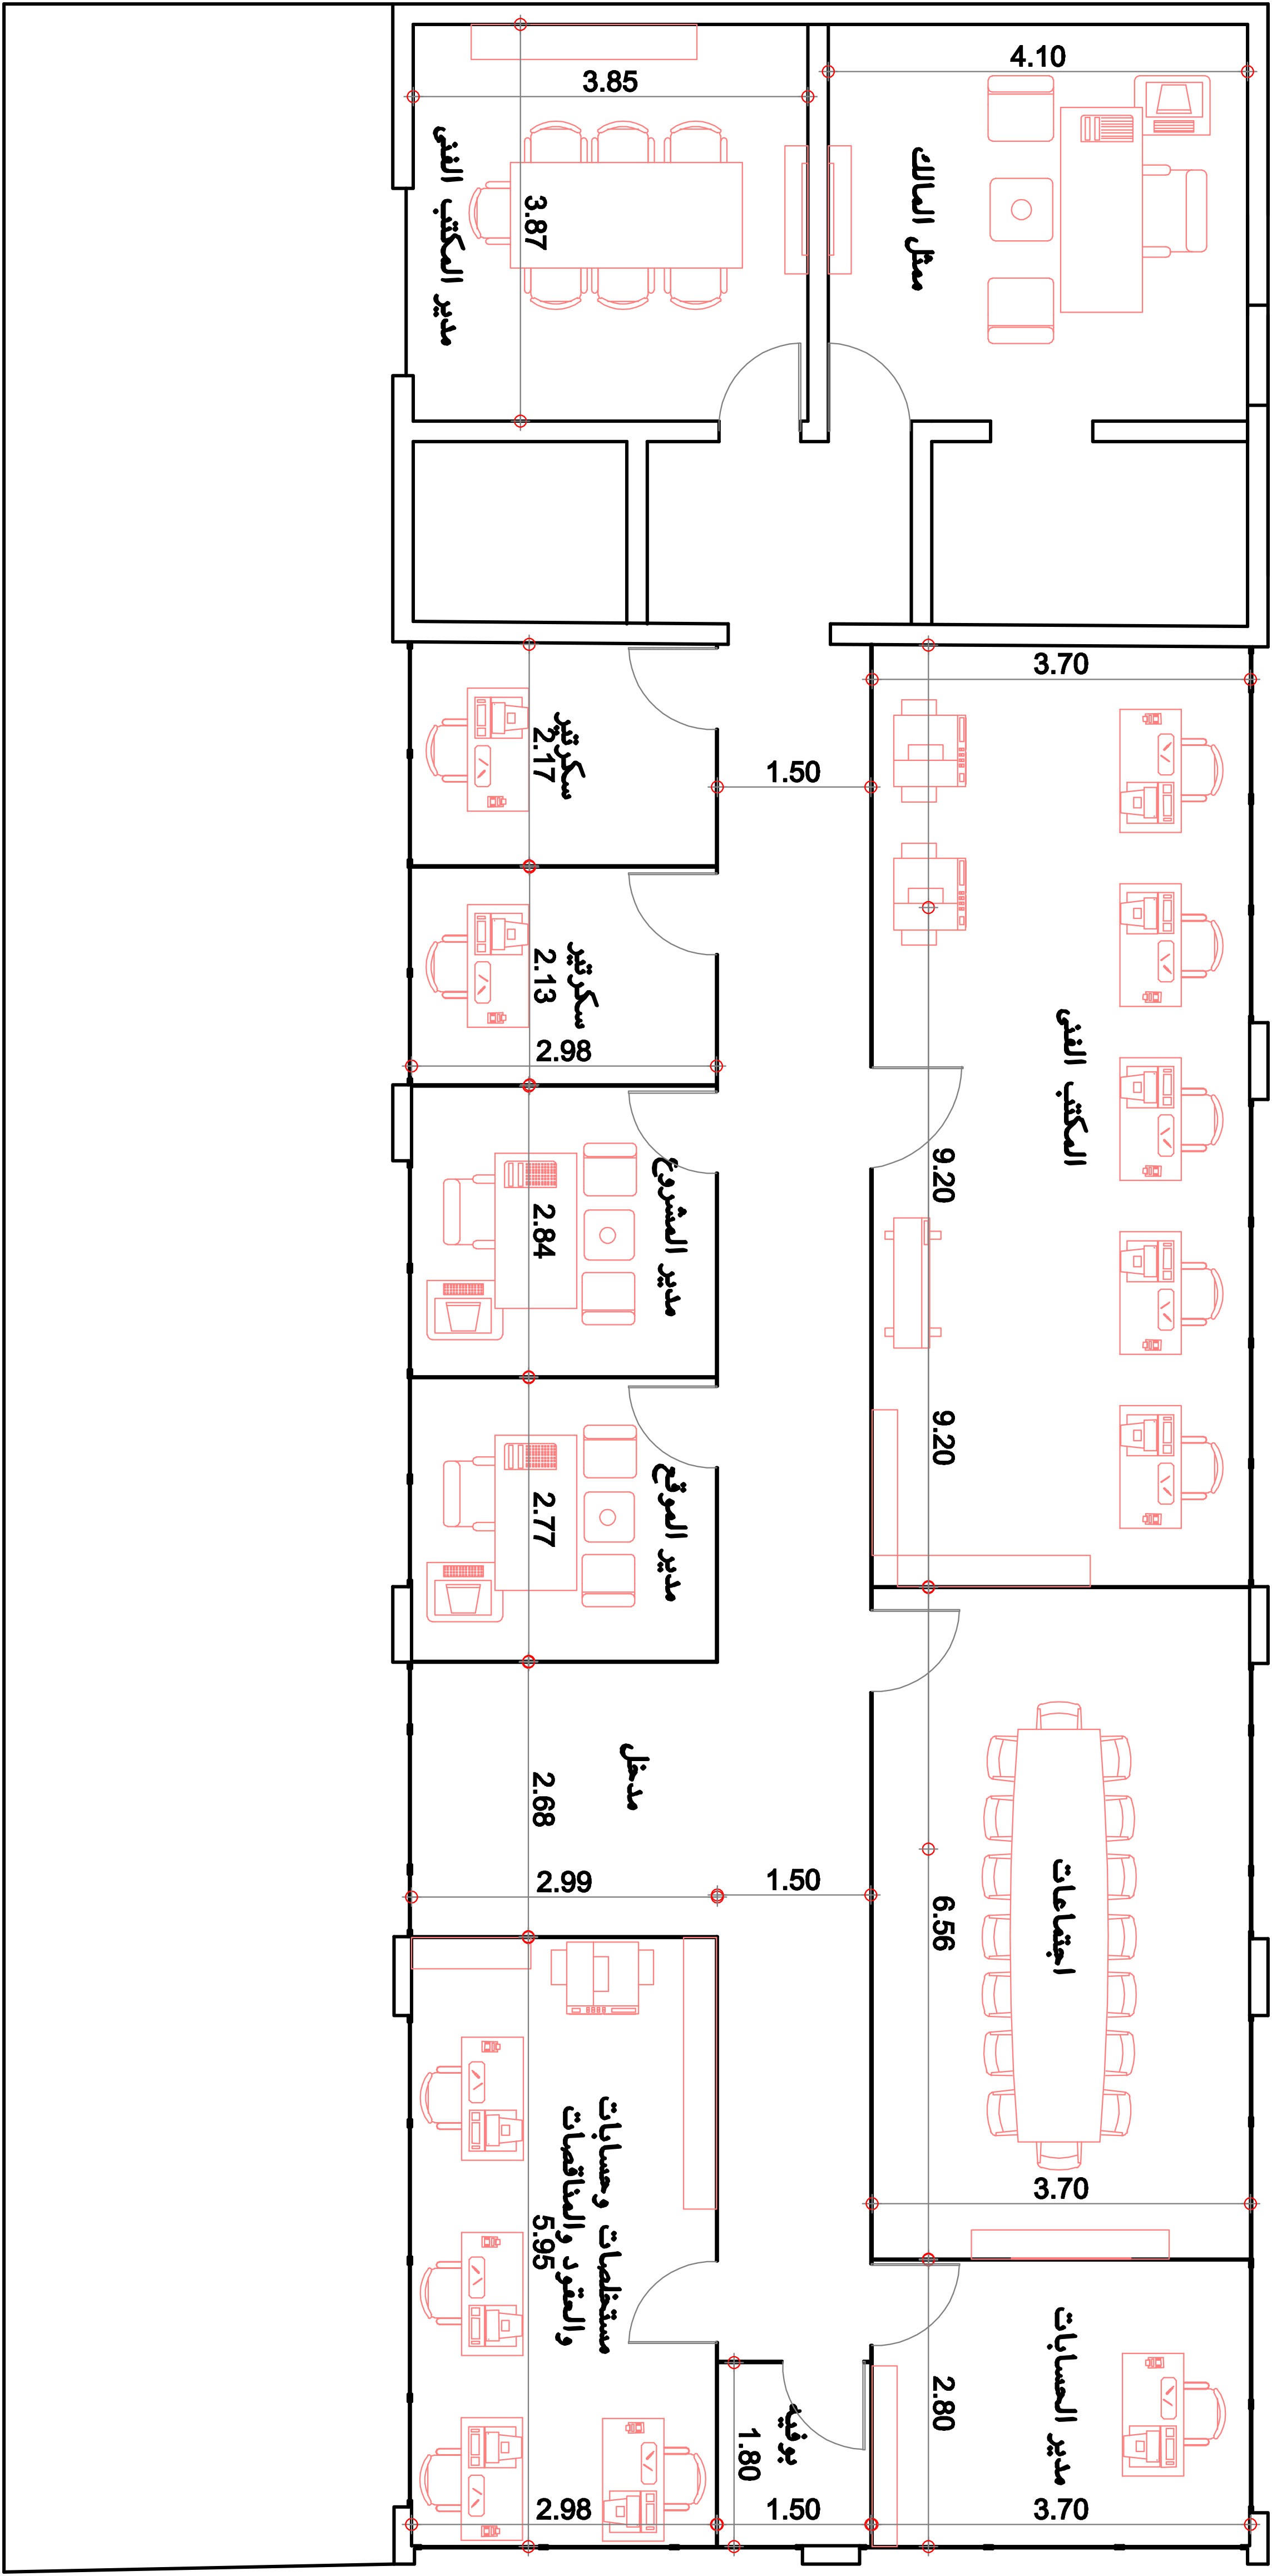 4.10
3.85
مدير المكتب الفنى
3.87
ممثل المالك
3.70
سكرتير
2.17
1.50
سكرتير
2.13
2.98
المكتب الفنى
9.20
مدير المشروع
2.84
9.20
مدير الموقع
2.77
مدخل
2.68
2.99
1.50
اجتماعات
6.56
3.70
مستخلصات وحسابات
والعقود والمناقصات
5.95
مدير الحسابات
2.80
بوفيه
1.80
2.98
1.50
3.70